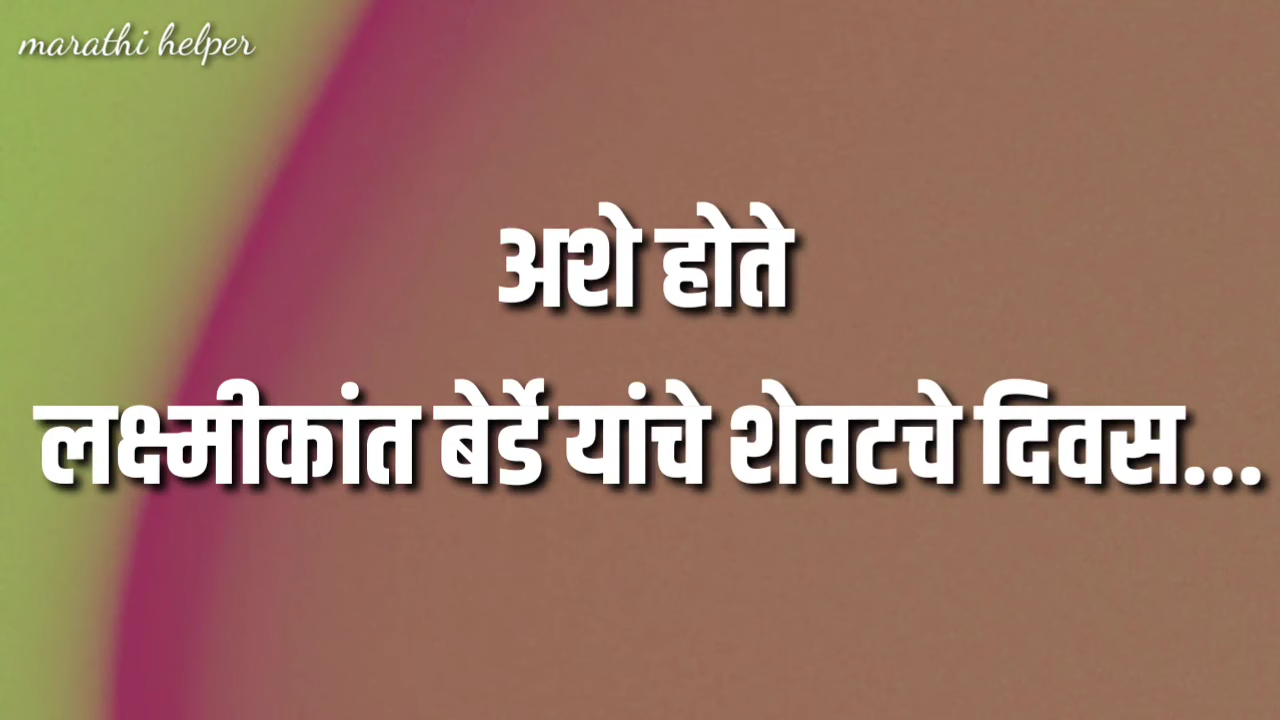 marathi helper
अशे होते
लक्ष्मीकांत बेर्डे यांचे शेवटचे दिवस...